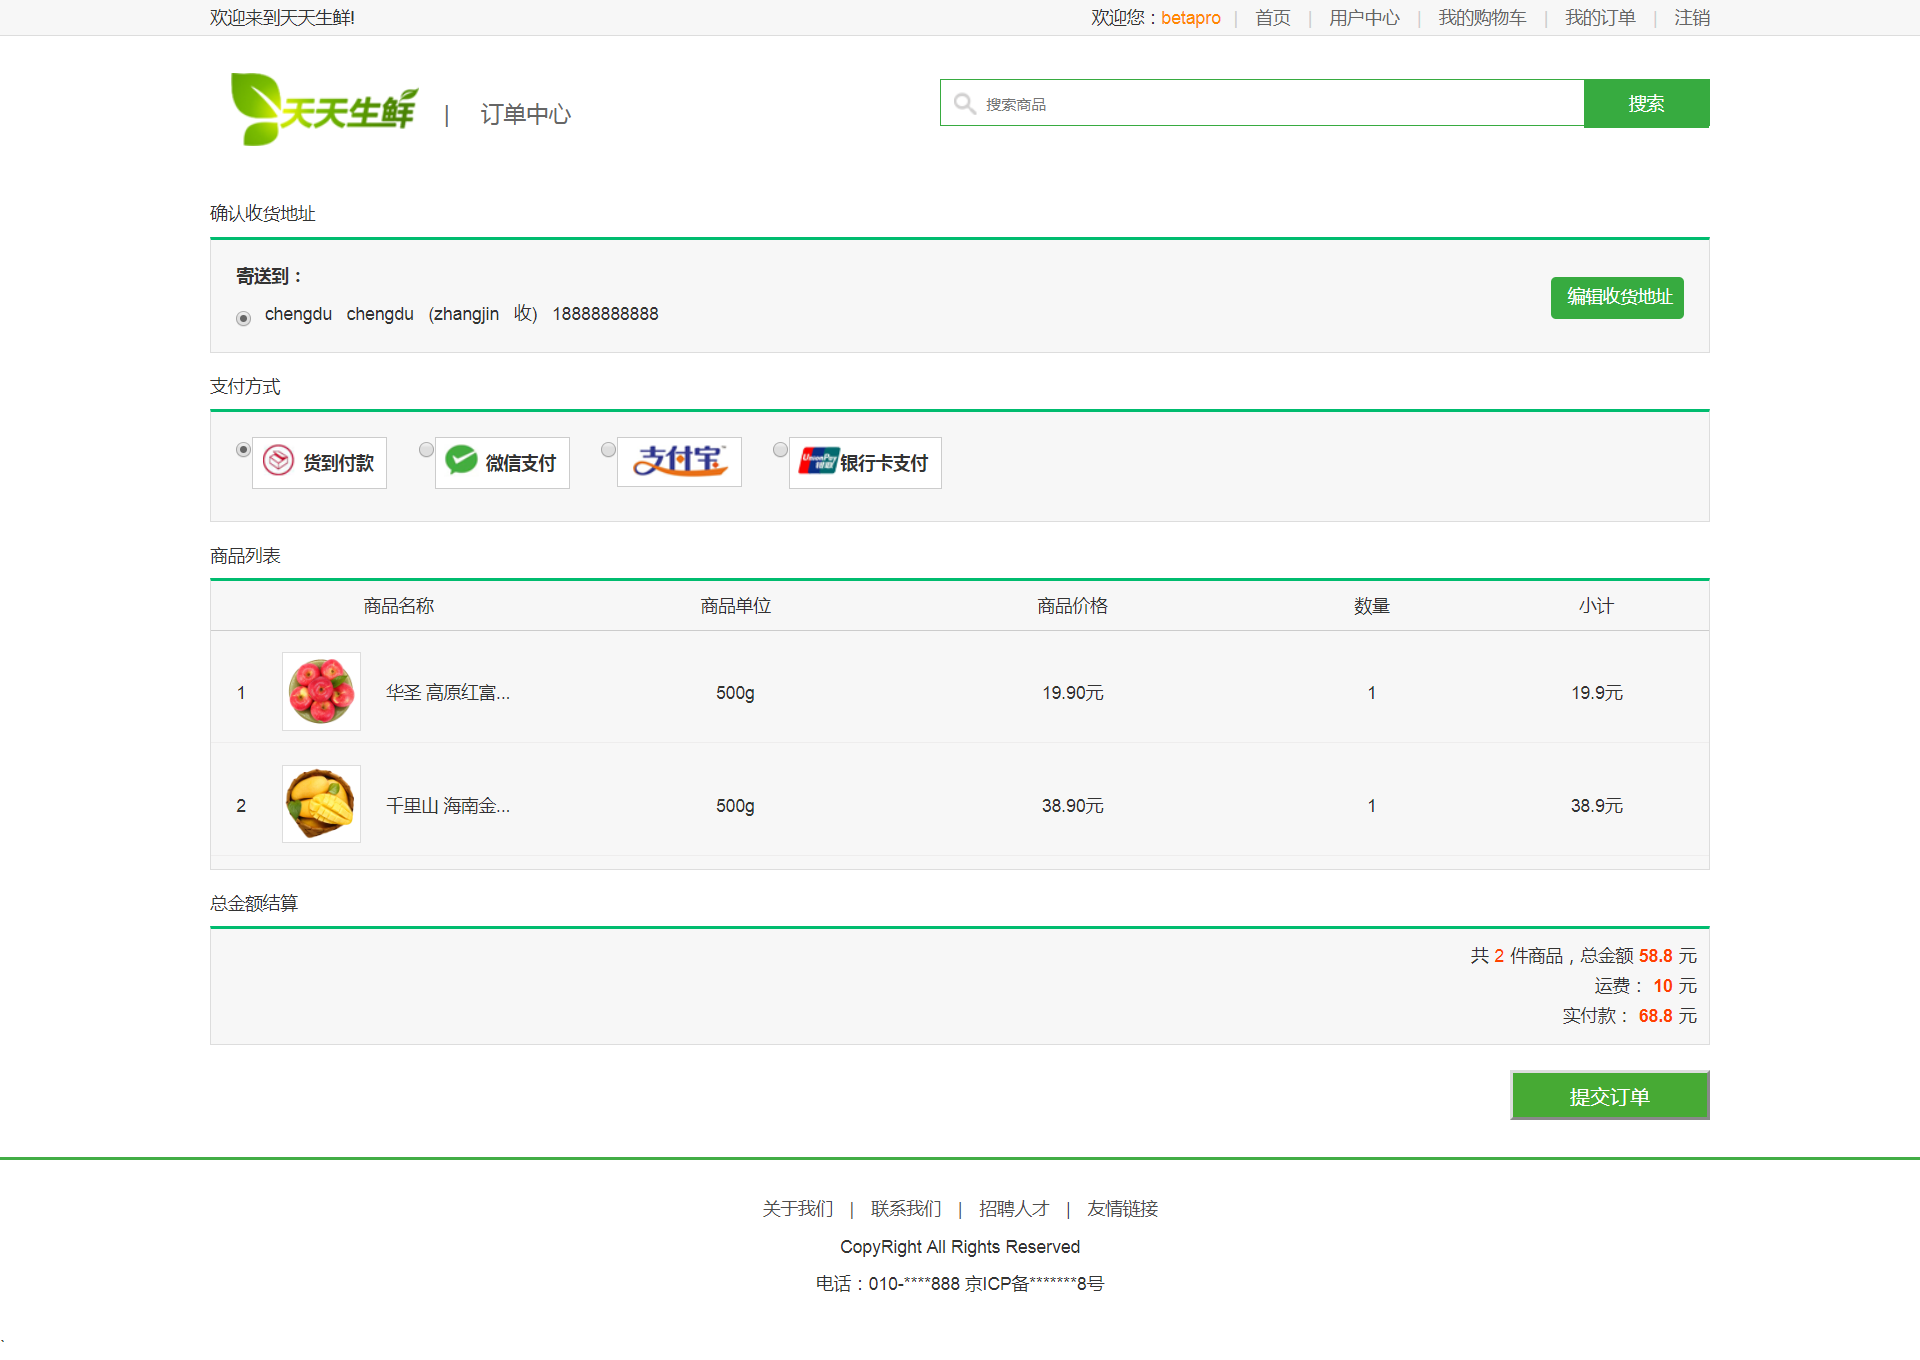 欢迎来到天天生鲜!
欢迎您：betapro | 首页 | 用户中心 | 我的购物车 | 我的订单 | 注销
天天生鲜 | 订单中心
搜索商品 搜索
确认收货地址
寄送到：
chengdu chengdu (zhangjin 收) 18888888888
编辑收货地址
支付方式
货到付款 微信支付 支付宝™ UnionPay 银联 银行卡支付
商品列表
商品名称 商品单位 商品价格 数量 小计
1 华圣 高原红富... 500g 19.90元 1 19.9元
2 千里山 海南金... 500g 38.90元 1 38.9元
总金额结算
共 2 件商品，总金额 58.8 元
运费： 10 元
实付款： 68.8 元
提交订单
关于我们 | 联系我们 | 招聘人才 | 友情链接
CopyRight All Rights Reserved
电话：010-****888 京ICP备*******8号
`